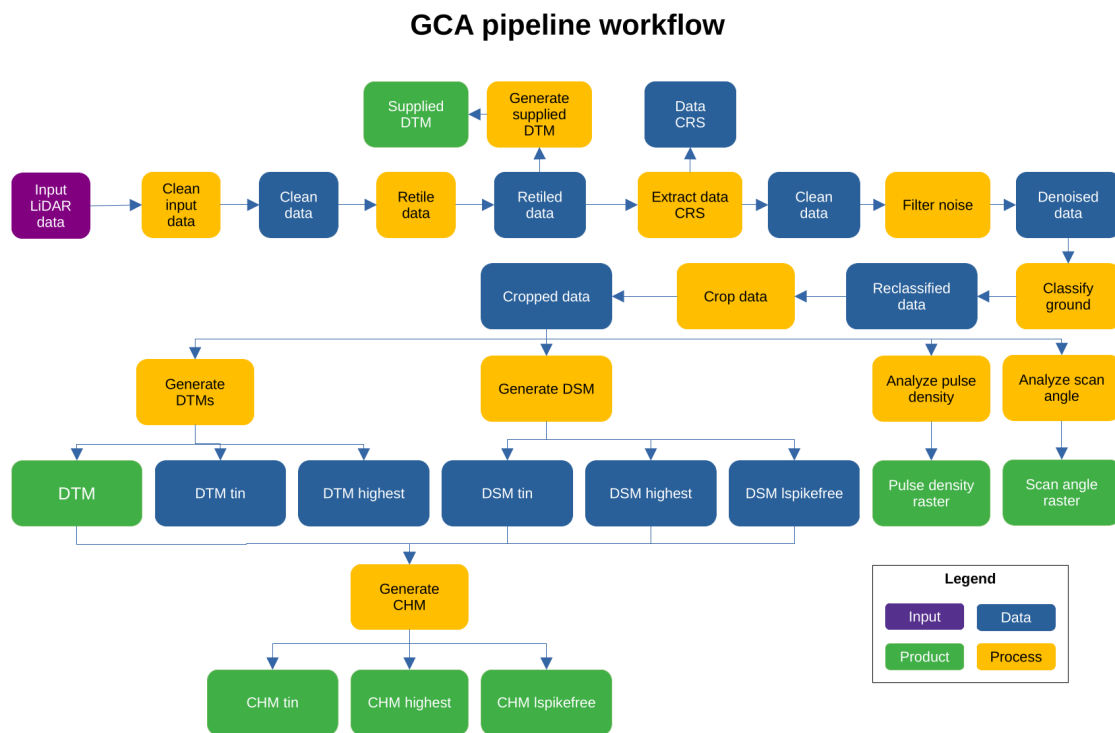 GCA pipeline workflow
Supplied
DTM
Generate
supplied
DTM
Data
CRS
Input
LiDAR
data
Clean
input
data
Clean
data
Retile
data
Retiled
data
Extract data
CRS
Clean
data
Filter noise
Denoised
data
Cropped data
Crop data
Reclassified
data
Classify
ground
Generate
DTMs
Generate DSM
Analyze pulse
density
Analyze scan
angle
DTM
DTM tin
DTM highest
DSM tin
DSM highest
DSM lspikefree
Pulse density
raster
Scan angle
raster
Generate
CHM
CHM tin
CHM highest
CHM lspikefree
Legend
Input
Data
Product
Process